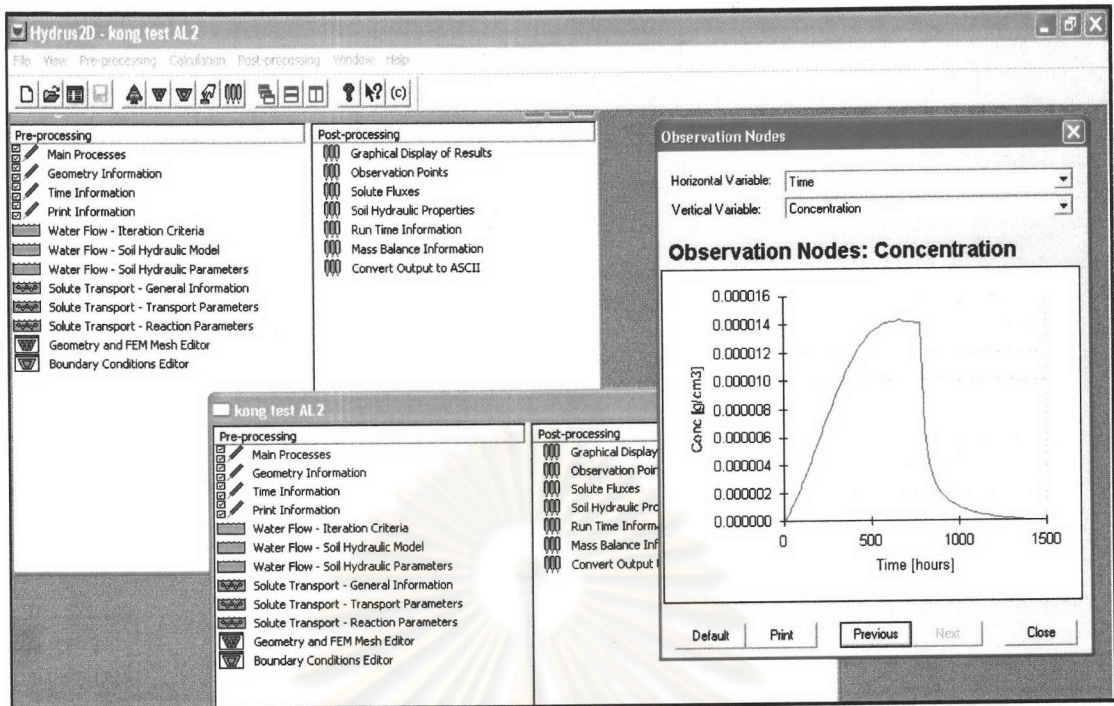 Hydrus2D - kong test AL2
File View Pre-processing Calculation Post-processing Window Help
(c)
Pre-processing
Main Processes
Geometry Information
Time Information
Print Information
Water Flow - Iteration Criteria
Water Flow - Soil Hydraulic Model
Water Flow - Soil Hydraulic Parameters
Solute Transport - General Information
Solute Transport - Transport Parameters
Solute Transport - Reaction Parameters
Geometry and FEM Mesh Editor
Boundary Conditions Editor
Post-processing
Graphical Display of Results
Observation Points
Solute Fluxes
Soil Hydraulic Properties
Run Time Information
Mass Balance Information
Convert Output to ASCII
kong test AL2
Pre-processing
Main Processes
Geometry Information
Time Information
Print Information
Water Flow - Iteration Criteria
Water Flow - Soil Hydraulic Model
Water Flow - Soil Hydraulic Parameters
Solute Transport - General Information
Solute Transport - Transport Parameters
Solute Transport - Reaction Parameters
Geometry and FEM Mesh Editor
Boundary Conditions Editor
Post-processing
Graphical Display
Observation Poin
Solute Fluxes
Soil Hydraulic Pro
Run Time Inform
Mass Balance Inf
Convert Output
Observation Nodes
Horizontal Variable: Time
Vertical Variable: Concentration
Observation Nodes: Concentration
Conc [g/cm3]
0.000016
0.000014
0.000012
0.000010
0.000008
0.000006
0.000004
0.000002
0.000000
0 500 1000 1500
Time [hours]
Default Print Previous Next Close